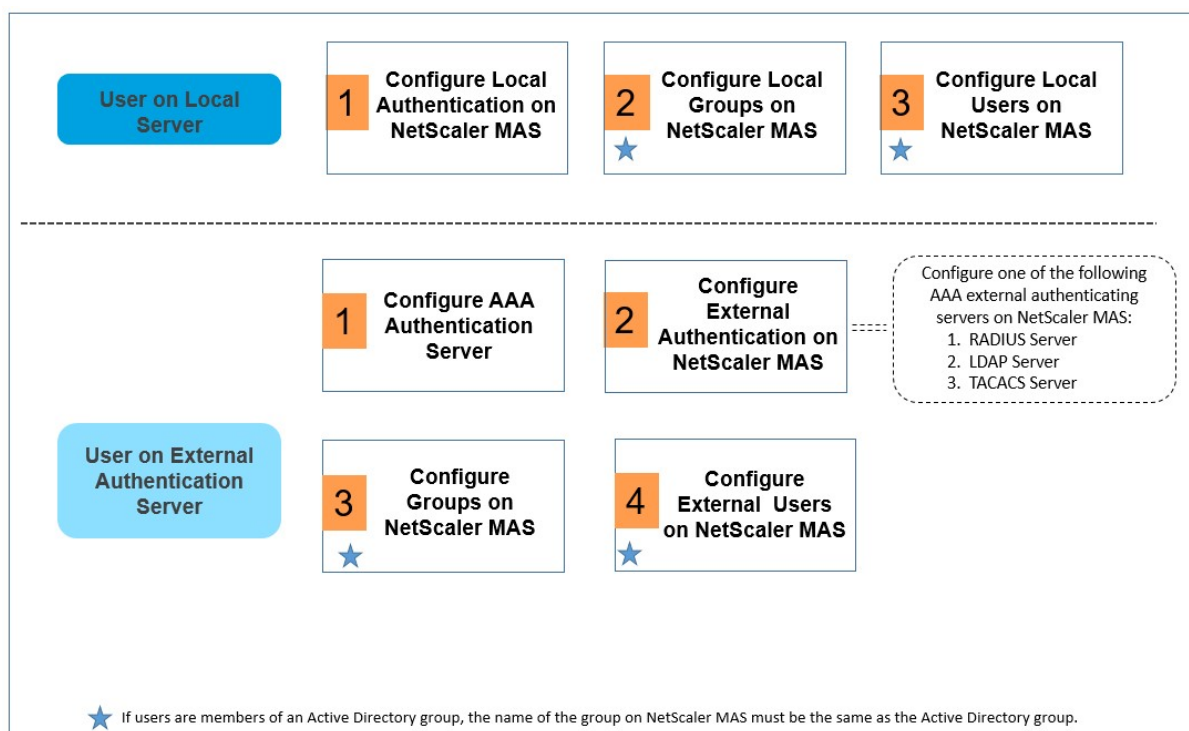 User on Local
Server
1
Configure Local
Authentication on
NetScaler MAS
2
Configure Local
Groups on
NetScaler MAS
3
Configure Local
Users on
NetScaler MAS
User on External
Authentication
Server
1
Configure AAA
Authentication
Server
2
Configure
External
Authentication on
NetScaler MAS
Configure one of the following
AAA external authenticating
servers on NetScaler MAS:
1. RADIUS Server
2. LDAP Server
3. TACACS Server
3
Configure
Groups on
NetScaler MAS
4
Configure
External Users
on NetScaler MAS
If users are members of an Active Directory group, the name of the group on NetScaler MAS must be the same as the Active Directory group.